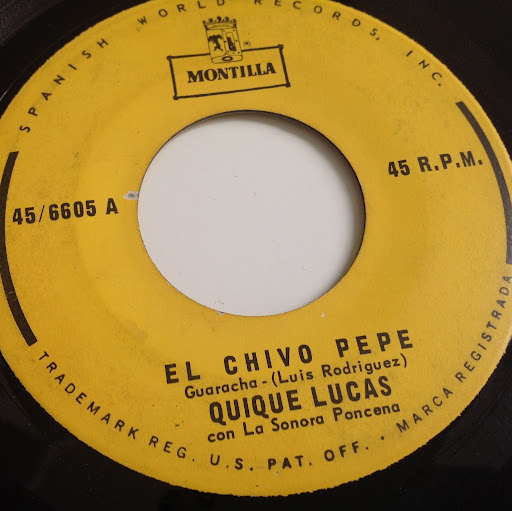 SPANISH WORLD RECORDS, INC.
MONTILLA
45/6605 A
45 R.P.M.
EL CHIVO PEPE
Guaracha - (Luis Rodriguez)
QUIQUE LUCAS
con La Sonora Poncena
TRADEMARK REG. U.S. PAT. OFF. • MARCA REGISTRADA